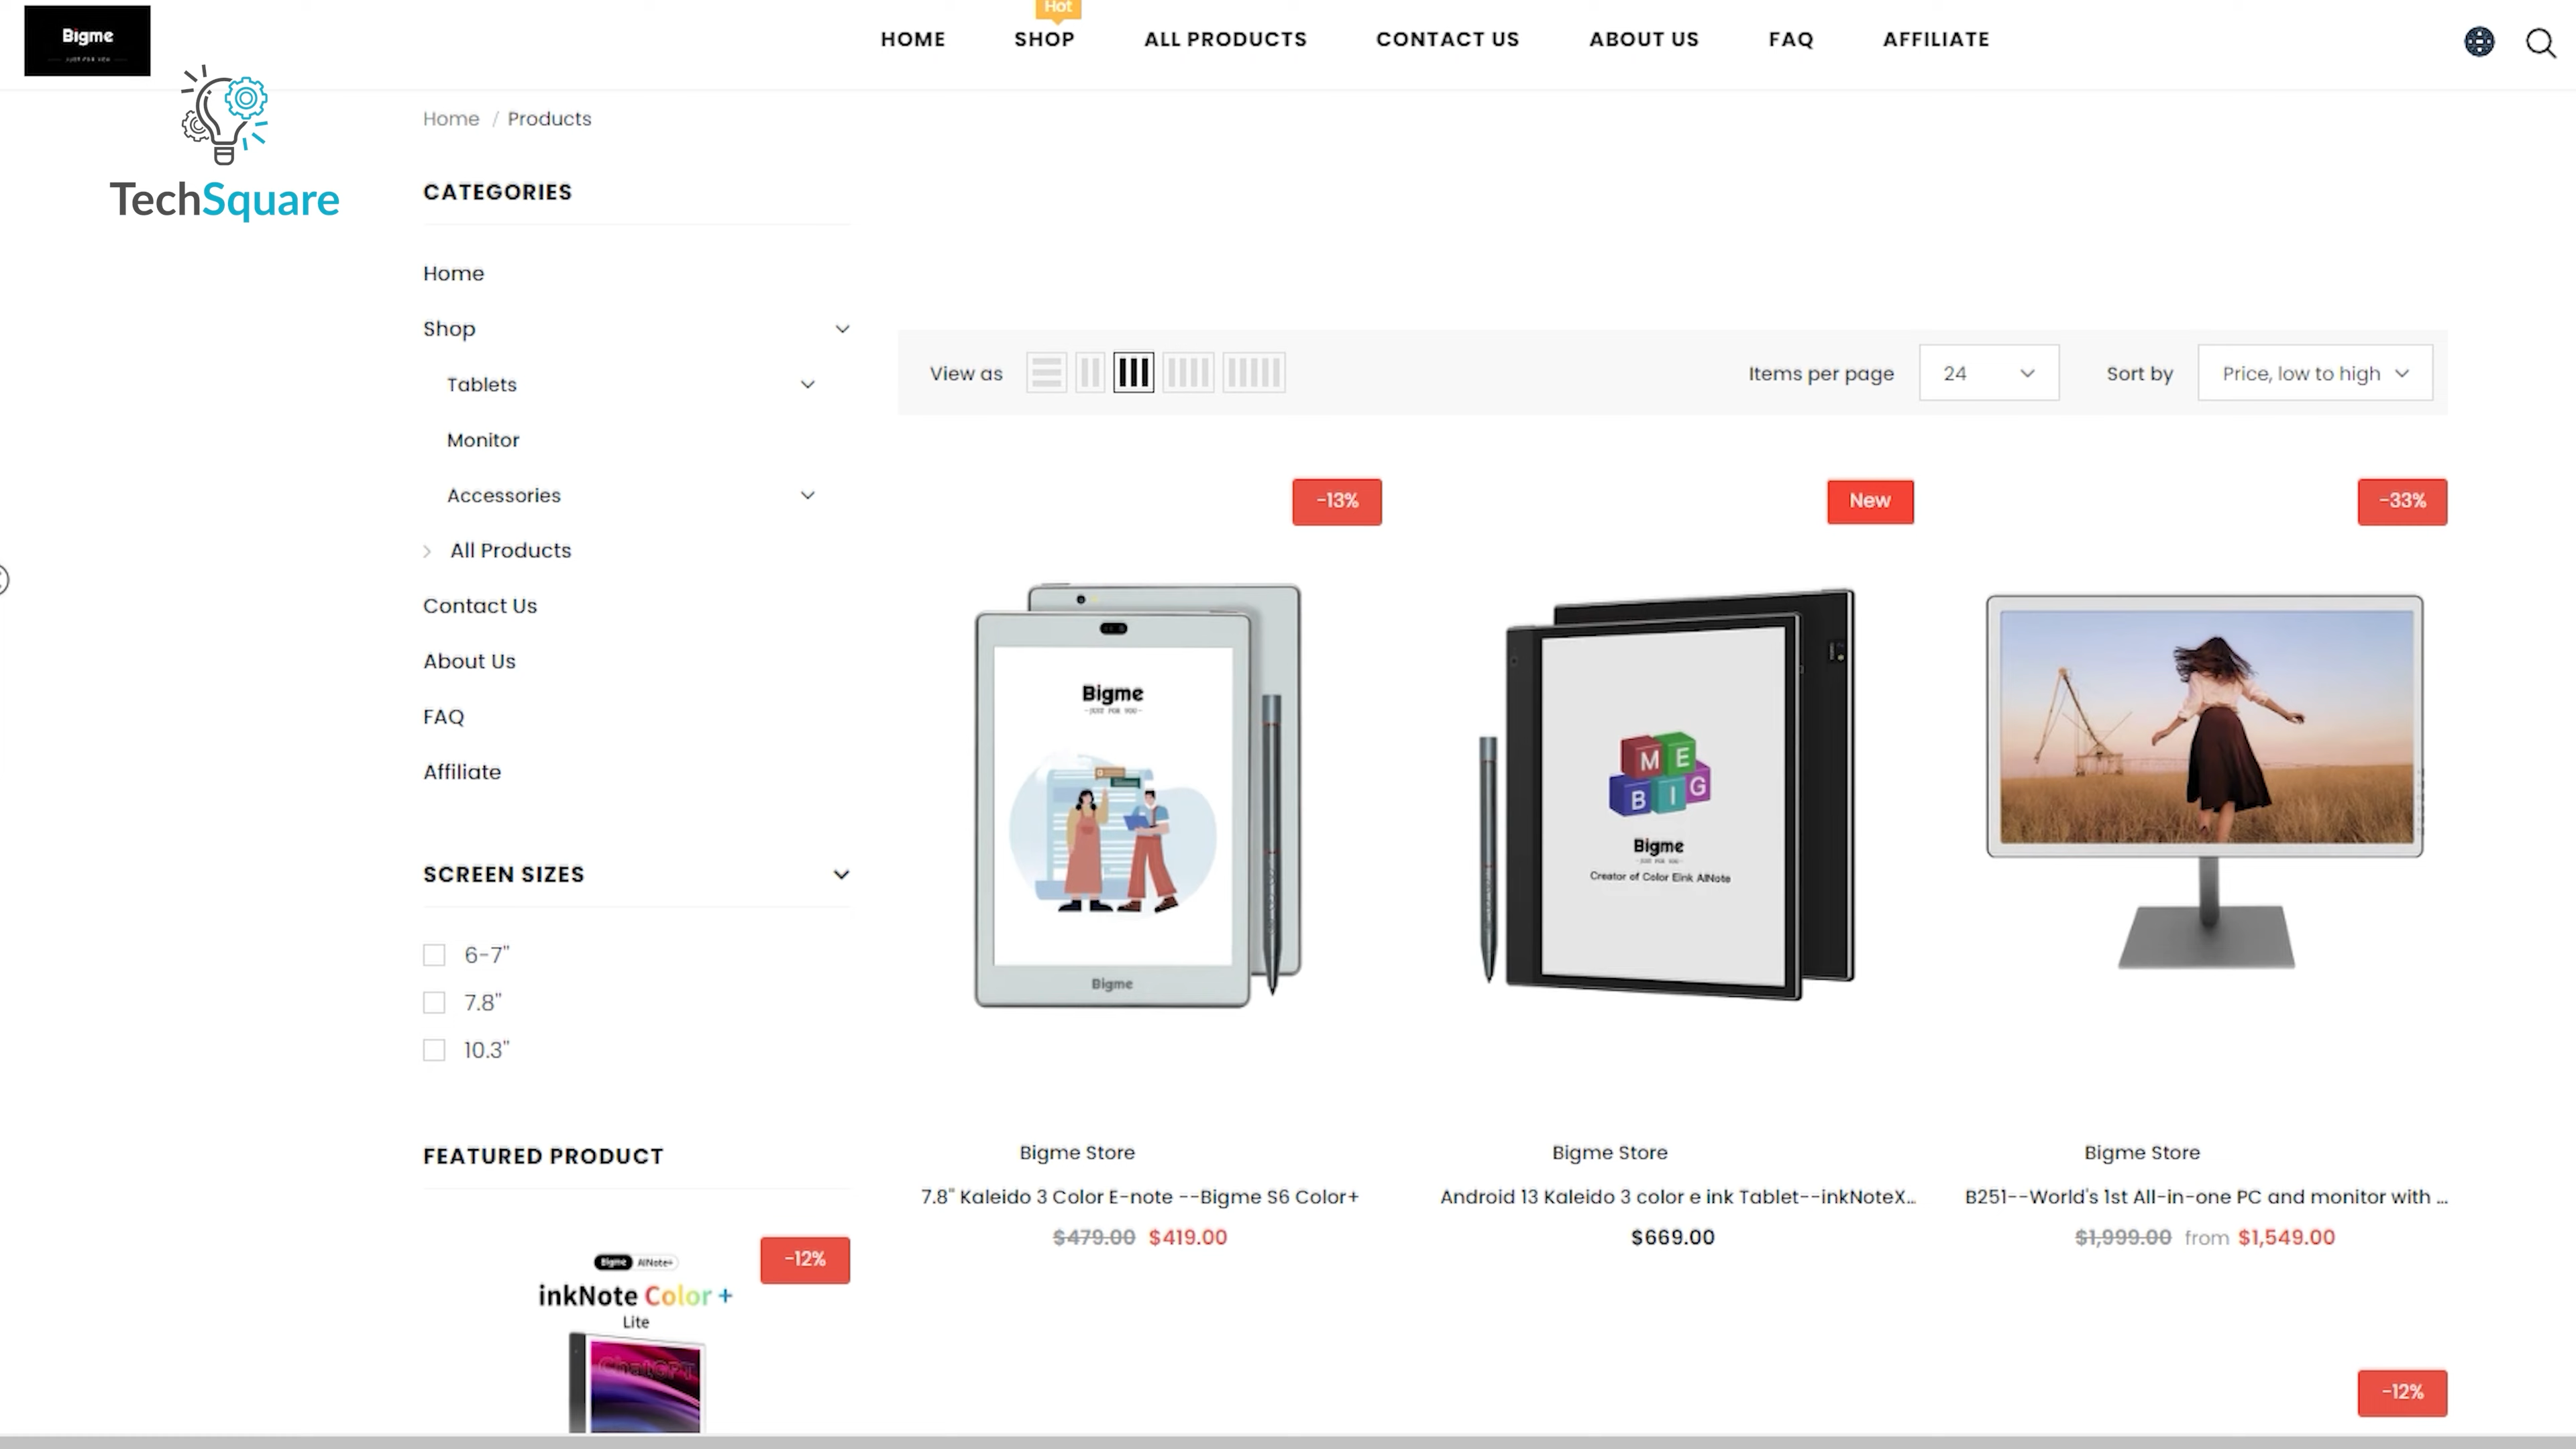 Bigme
Hot
HOME
SHOP
ALL PRODUCTS
CONTACT US
ABOUT US
FAQ
AFFILIATE
TechSquare
Home / Products
CATEGORIES
Home
Shop
Tablets
Monitor
Accessories
All Products
Contact Us
About Us
FAQ
Affiliate
View as
Items per page
24
Sort by
Price, low to high
-13%
New
-33%
Bigme
-JUST FOR YOU-
Bigme
ME
BIG
Bigme
-JUST FOR YOU-
Creator of Color Eink AINote
SCREEN SIZES
6-7"
7.8"
10.3"
Bigme Store
7.8" Kaleido 3 Color E-note --Bigme S6 Color+
$479.00 $419.00
Bigme Store
Android 13 Kaleido 3 color e ink Tablet--inkNoteX...
$669.00
Bigme Store
B251--World's 1st All-in-one PC and monitor with ...
$1,999.00 from $1,549.00
FEATURED PRODUCT
-12%
Bigme AINote+
inkNote Color +
Lite
ChatGPT
-12%